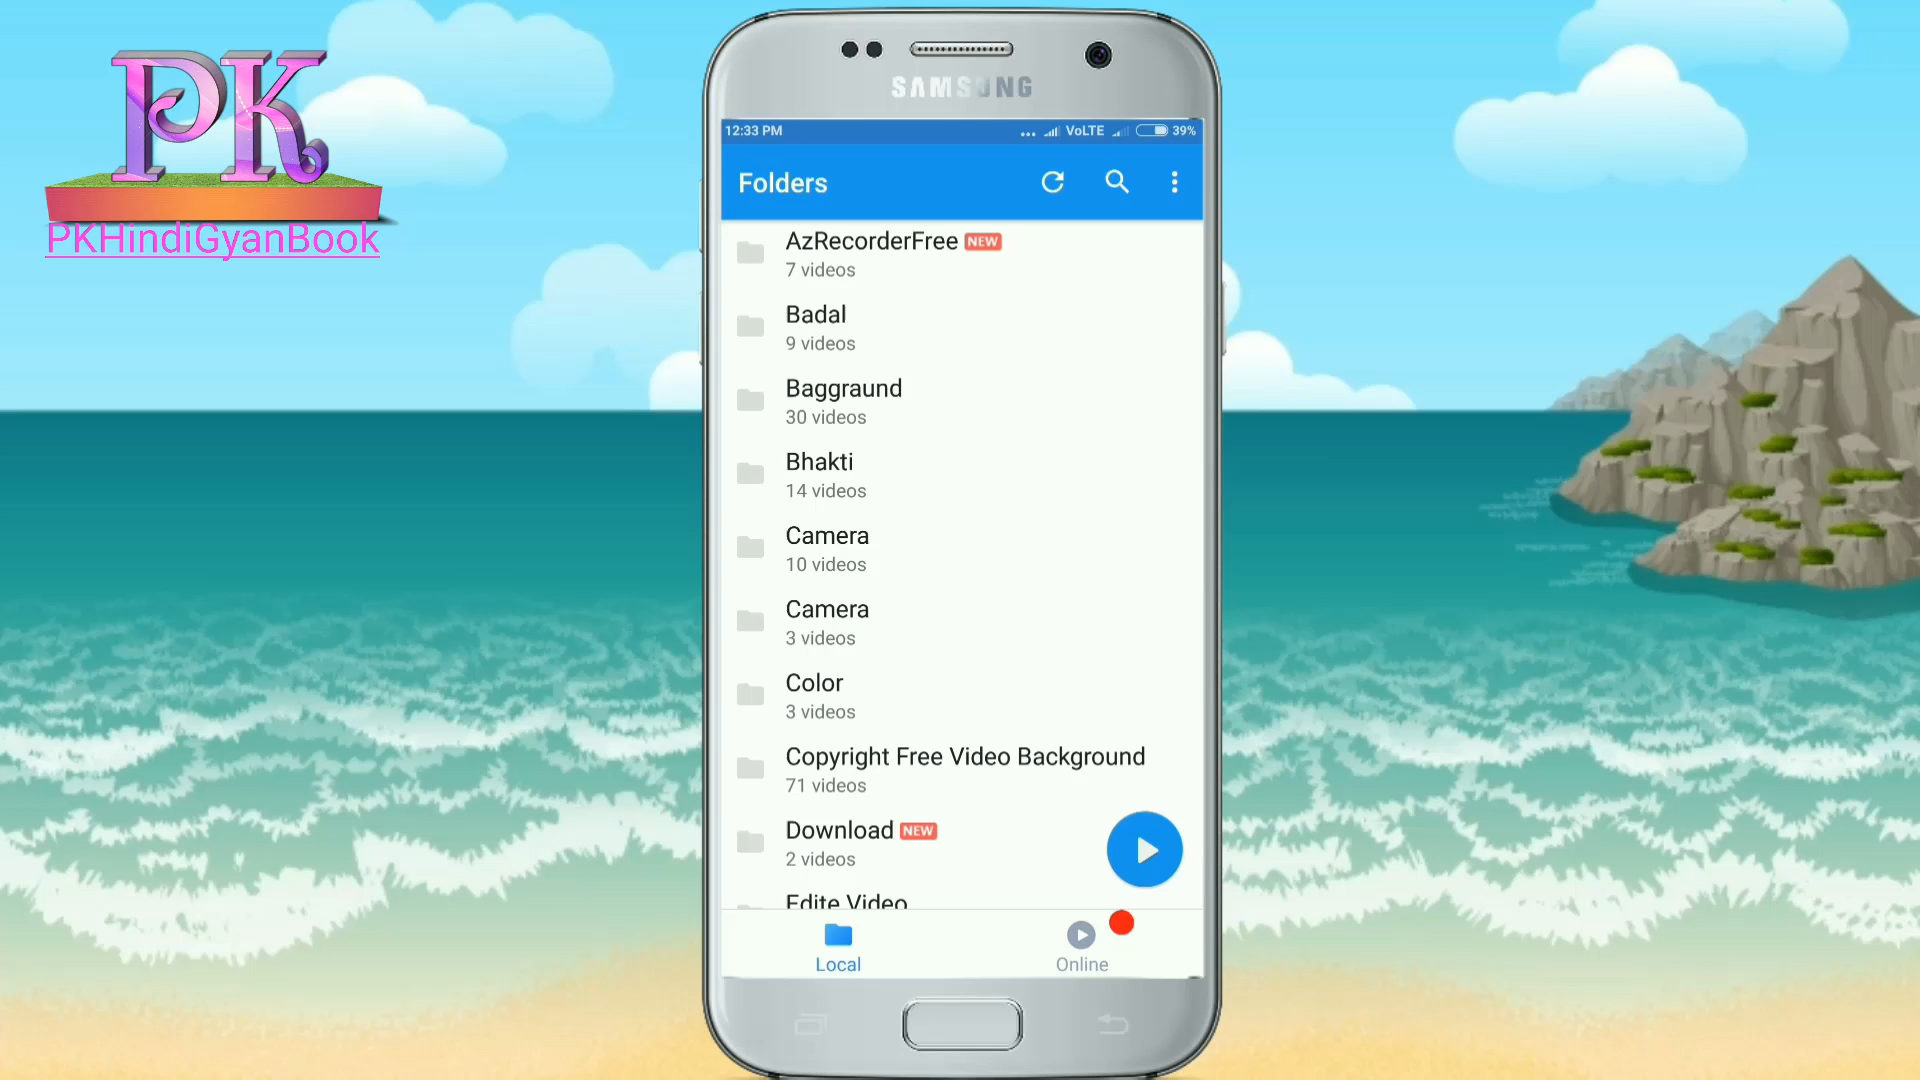 PK
PKHindiGyanBook
SAMSUNG
12:33 PM
... VoLTE 39%
Folders
AzRecorderFree NEW
7 videos
Badal
9 videos
Baggraund
30 videos
Bhakti
14 videos
Camera
10 videos
Camera
3 videos
Color
3 videos
Copyright Free Video Background
71 videos
Download NEW
2 videos
Edite Video
Local
Online